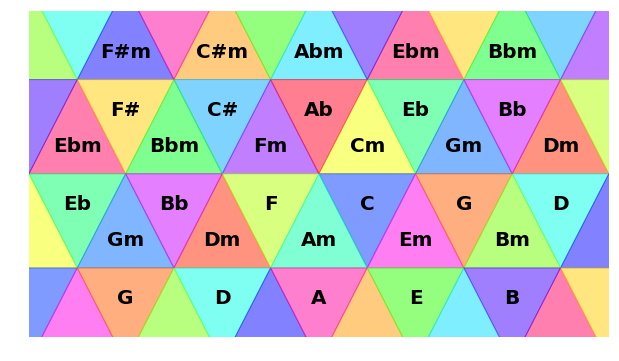 F#m C#m Abm Ebm Bbm
F# C# Ab Eb Bb
Ebm Bbm Fm Cm Gm Dm
Eb Bb F C G D
Gm Dm Am Em Bm
G D A E B